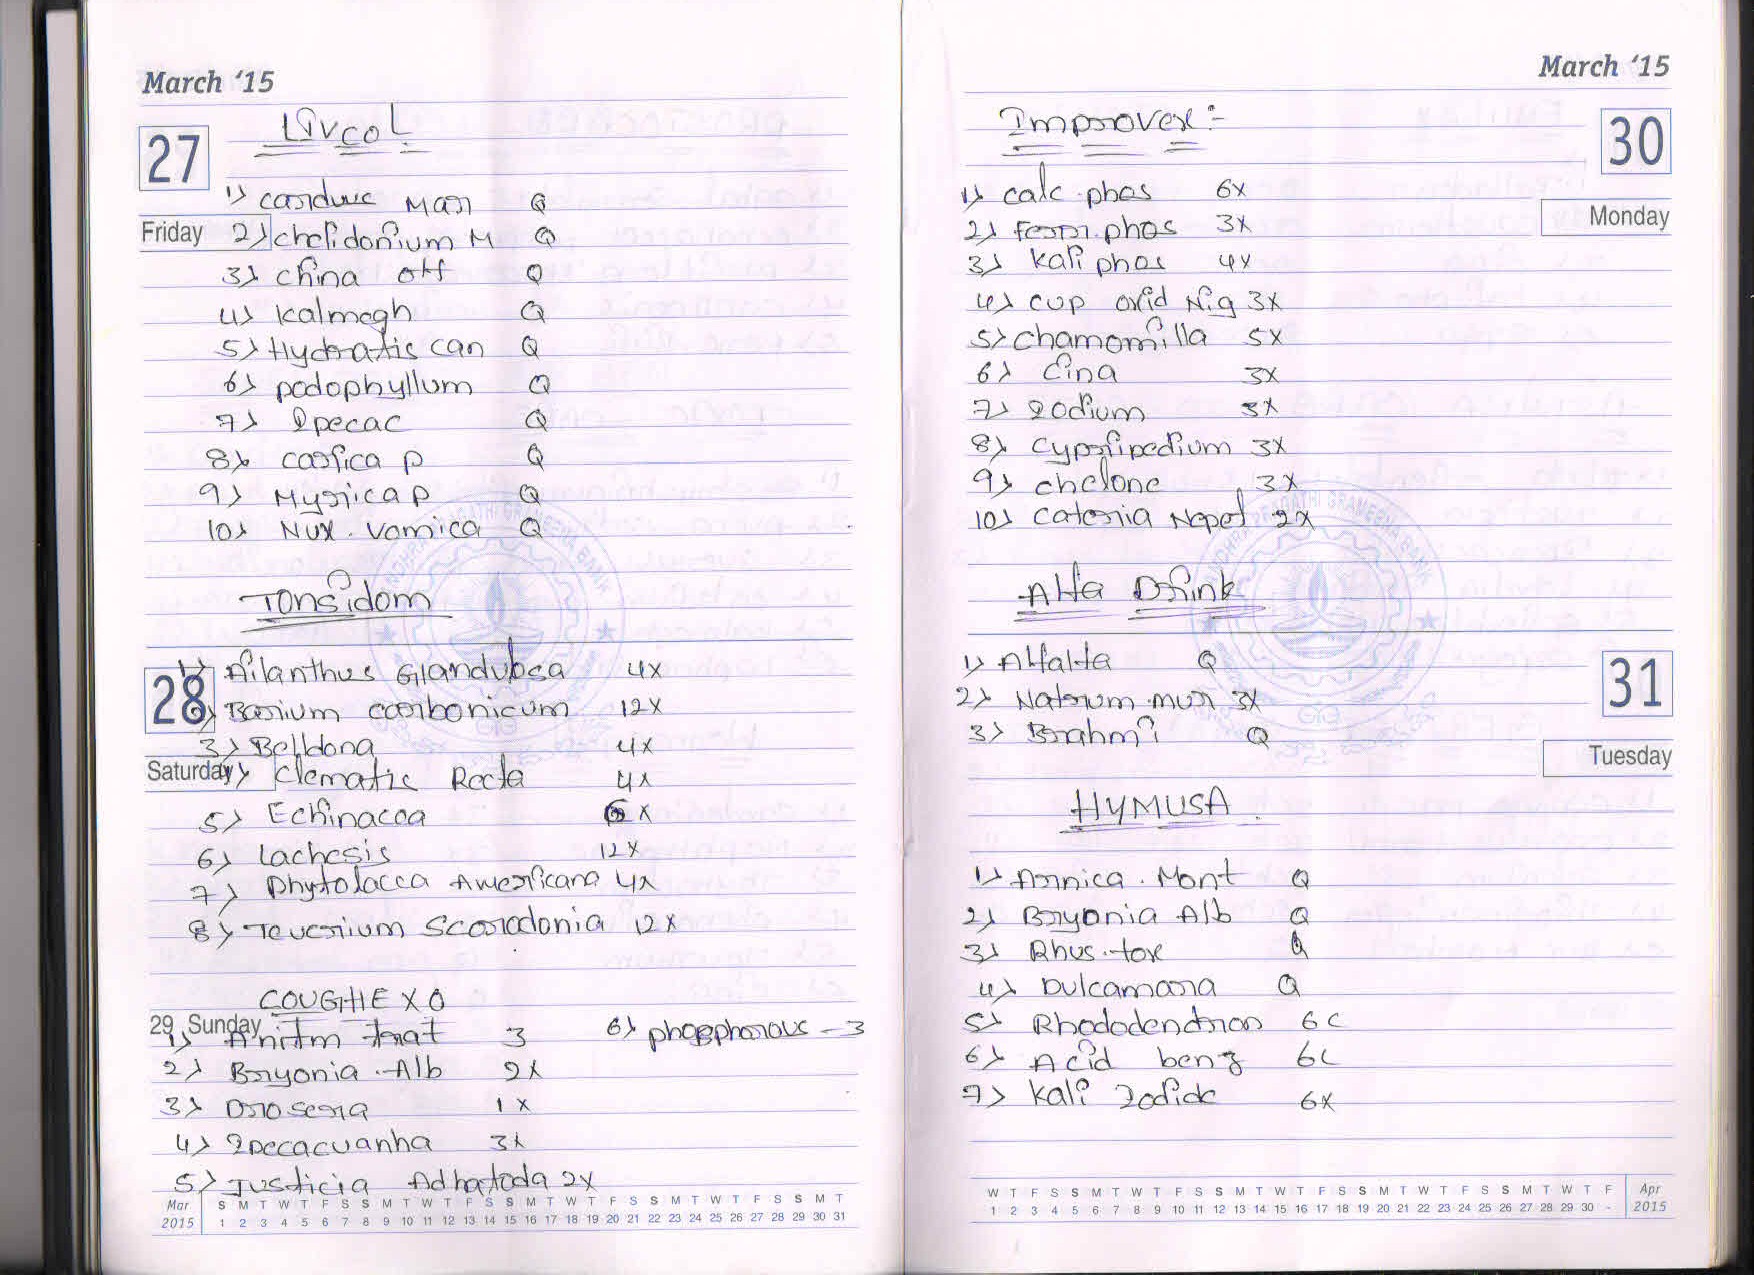 March '15
27
Friday
Livcol
1) Carduuc Mar Q
2) chelidonium M Q
3) china off Q
4) Kalmegh Q
5) Hydratis can Q
6) podophyllum Q
7) Ipecac Q
8) carica p Q
9) Myrica p Q
10) Nux. vomica Q
Tonsidom
28
Saturday
1) Ailanthus Glandulosa 4x
2) Barium carbonicum 12x
3) Belldona 4x
4) Clematic Recta 4x
5) Echinacea 6x
6) Lachesis 12x
7) Phytolacca Americana 4x
8) Teucrium Scorodonia 12x
COUGHEX O
29 Sunday
1) Anitm tnat 3
6) phosphorous - 3
2) Bryonia. Alb 2x
3) Drosera 1x
4) Ipecacuanha 3x
5) Justicia Adhatoda 2x
Mar 2015
S M T W T F S S M T W T F S S M T W T F S S M T W T F S S M T
1 2 3 4 5 6 7 8 9 10 11 12 13 14 15 16 17 18 19 20 21 22 23 24 25 26 27 28 29 30 31
March '15
30
Monday
Improvex :-
1) calc. phos 6x
2) Ferr. phos 3x
3) kali phos 4x
4) cup oxid Nig 3x
5) chamomilla 5x
6) Cina 3x
7) Iodium 3x
8) Cypripedium 3x
9) chelone 3x
10) Cateria Nepet 2x
Alfa Drink
31
Tuesday
1) Alfalfa Q
2) Natrium. mur 3x
3) Brahmi Q
HYMUSA
1) Arnica. Mont Q
2) Bryonia Alb Q
3) Rhus. tox Q
4) Dulcamara Q
5) Rhododendron 6c
6) Acid benz 6c
7) Kali Iodide 6x
W T F S S M T W T F S S M T W T F S S M T W T F S S M T W T F
1 2 3 4 5 6 7 8 9 10 11 12 13 14 15 16 17 18 19 20 21 22 23 24 25 26 27 28 29 30 -
Apr 2015